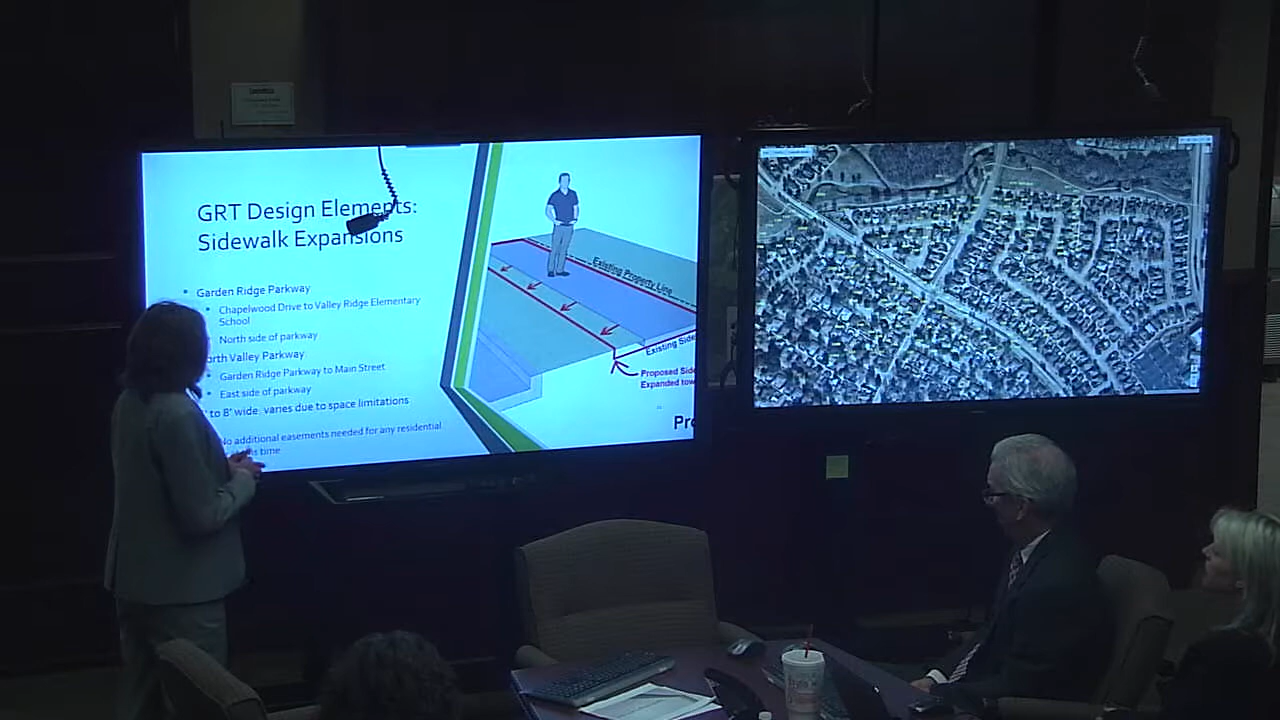 GRT Design Elements:
Sidewalk Expansions
Garden Ridge Parkway
Chapelwood Drive to Valley Ridge Elementary
School
North side of parkway
orth Valley Parkway
Garden Ridge Parkway to Main Street
East side of parkway
' to 8' wide: varies due to space limitations
No additional easements needed for any residential
time
Existing Property Line
Existing Side
Proposed Side
Expanded tow
Pro